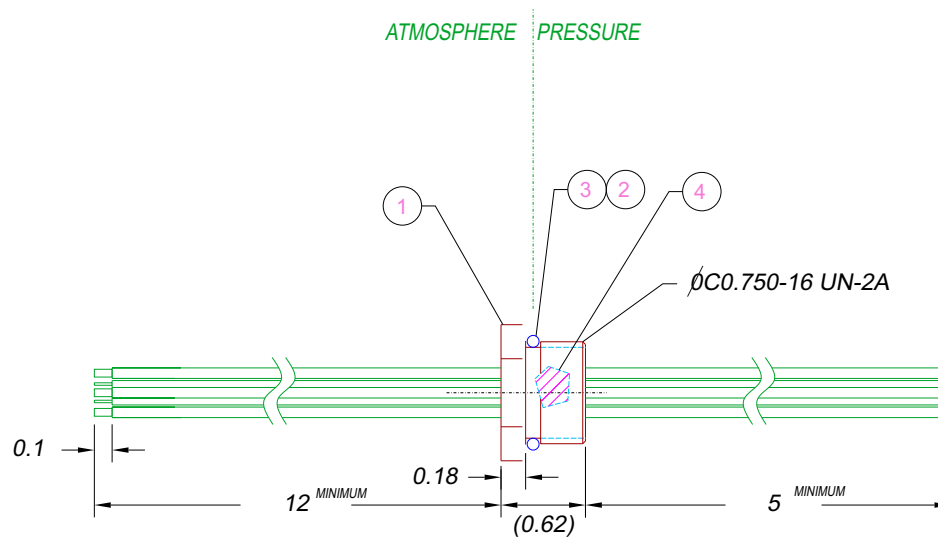 ATMOSPHERE PRESSURE
3 2 4
1
ØC0.750-16 UN-2A
0.1
0.18
12 MINIMUM
(0.62)
5 MINIMUM